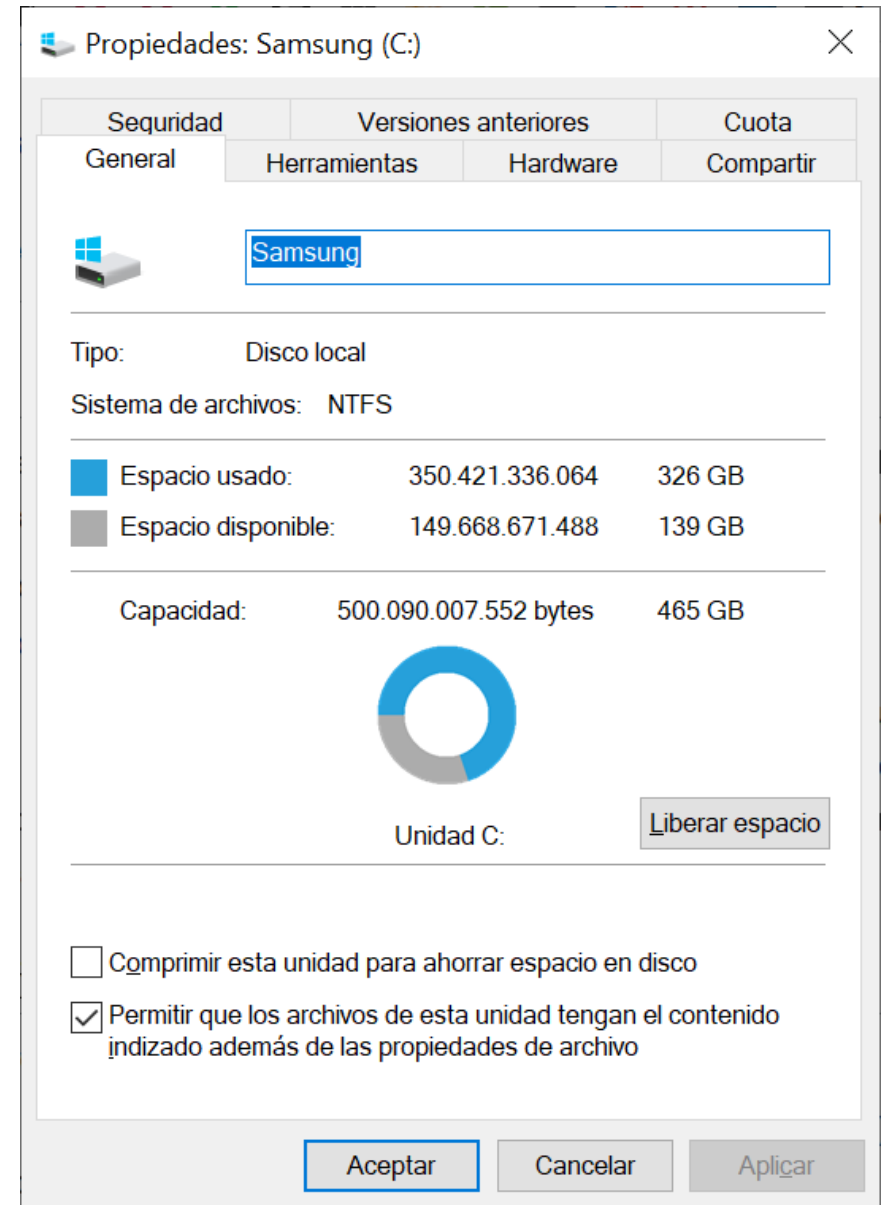 Propiedades: Samsung (C:)
Seguridad Versiones anteriores Cuota
General Herramientas Hardware Compartir
Samsung
Tipo: Disco local
Sistema de archivos: NTFS
Espacio usado: 350.421.336.064 326 GB
Espacio disponible: 149.668.671.488 139 GB
Capacidad: 500.090.007.552 bytes 465 GB
Unidad C:
Liberar espacio
Comprimir esta unidad para ahorrar espacio en disco
Permitir que los archivos de esta unidad tengan el contenido
indizado además de las propiedades de archivo
Aceptar Cancelar Aplicar